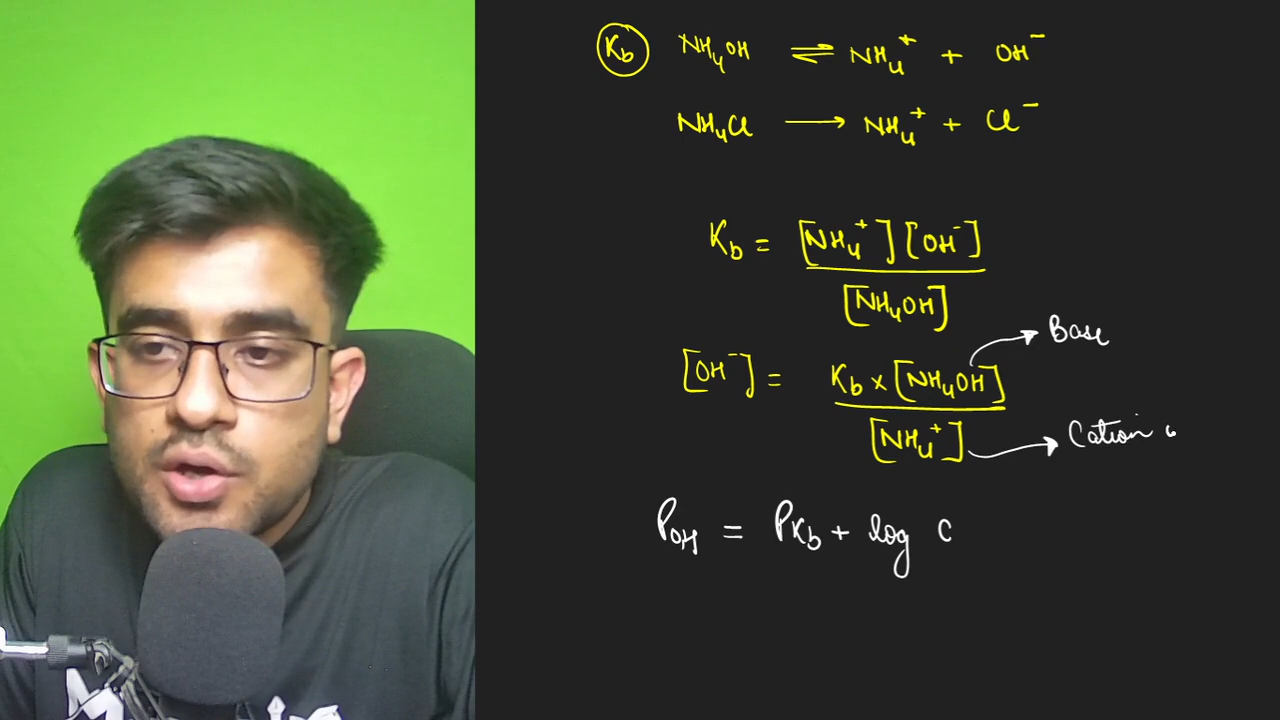 Kb NH4OH ⇌ NH4+ + OH-
NH4Cl → NH4+ + Cl-
Kb = [NH4+][OH-]
[NH4OH]
Base
[OH-] = Kb × [NH4OH]
[NH4+]
Cation
POH = PKb + log C